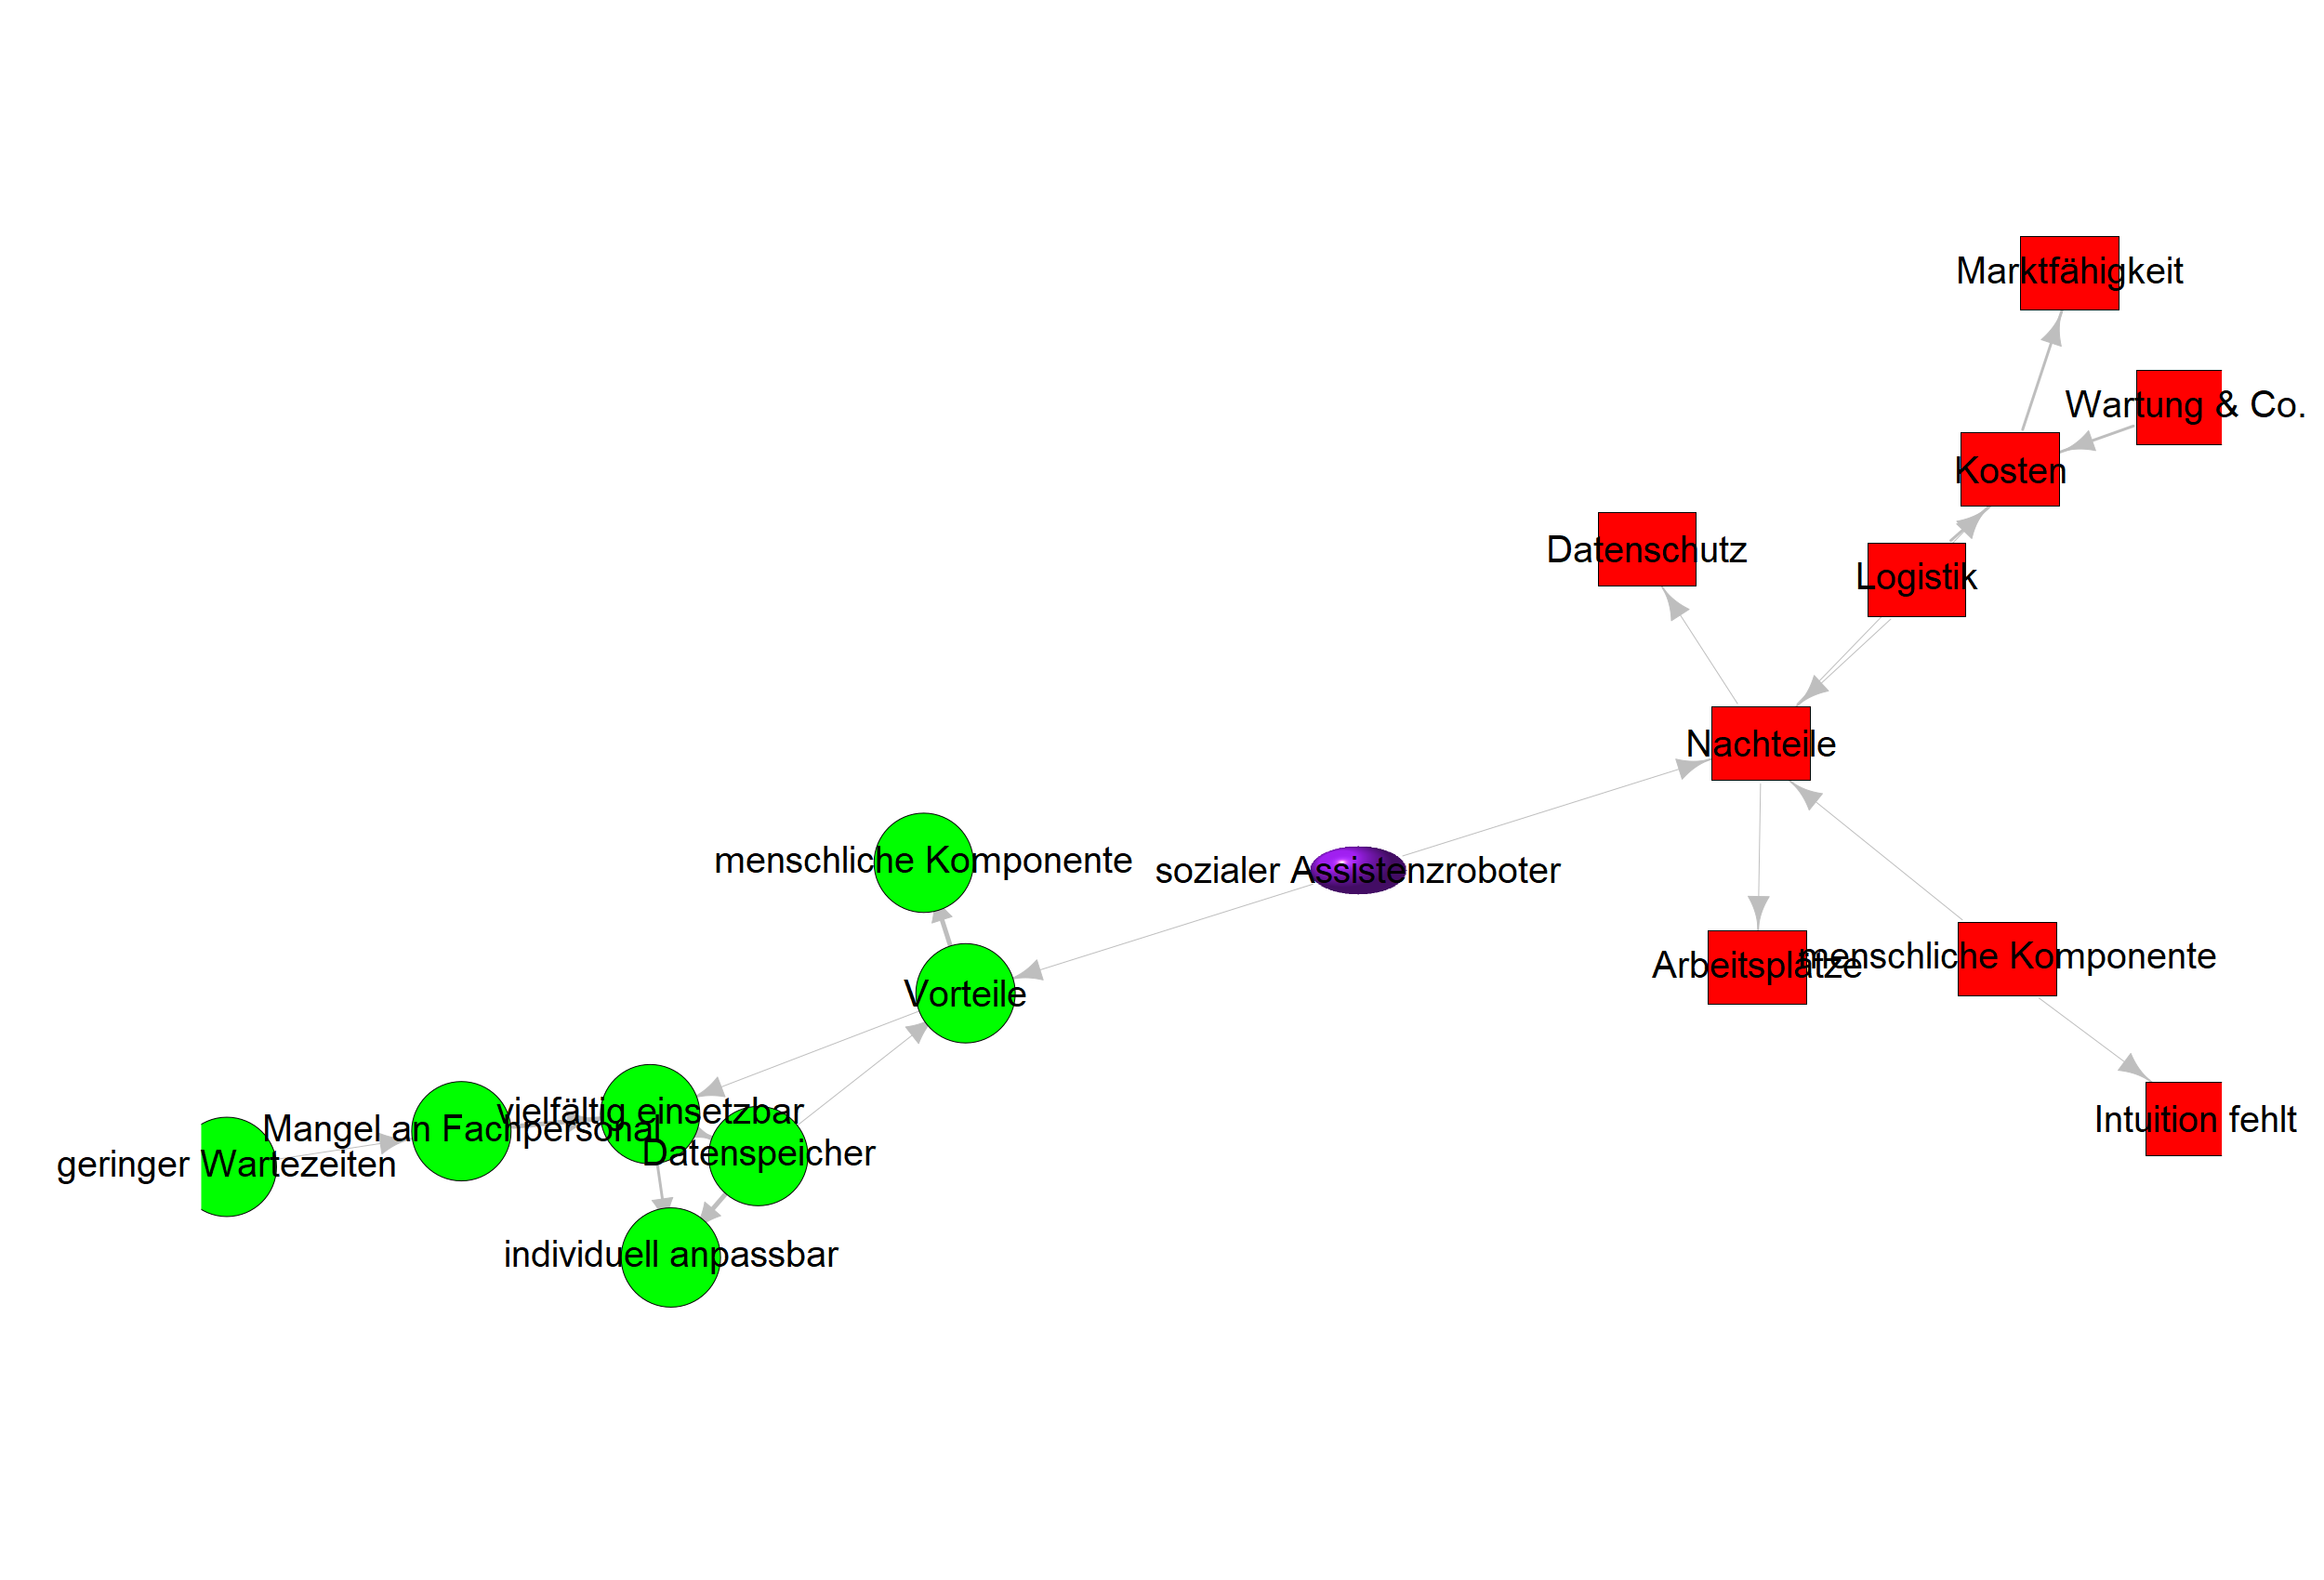 Marktfähigkeit
Wartung & Co.
Kosten
Datenschutz
Logistik
Nachteile
menschliche Komponente
sozialer Assistenzroboter
Arbeitsplätze
menschliche Komponente
Vorteile
vielfältig einsetzbar
Mangel an Fachpersonal
Intuition fehlt
Datenspeicher
geringer Wartezeiten
individuell anpassbar